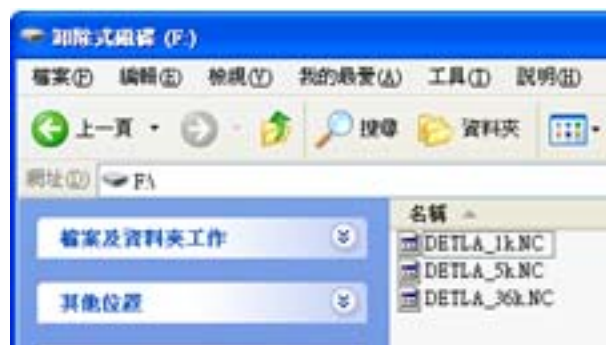 卸除式磁碟 (F:)
檔案(F) 編輯(E) 檢視(V) 我的最愛(A) 工具(T) 說明(H)
上一頁 搜尋 資料夾
網址(D) F:\
名稱
檔案及資料夾工作
DETLA_1k.NC
DETLA_5k.NC
其他位置
DETLA_36k.NC